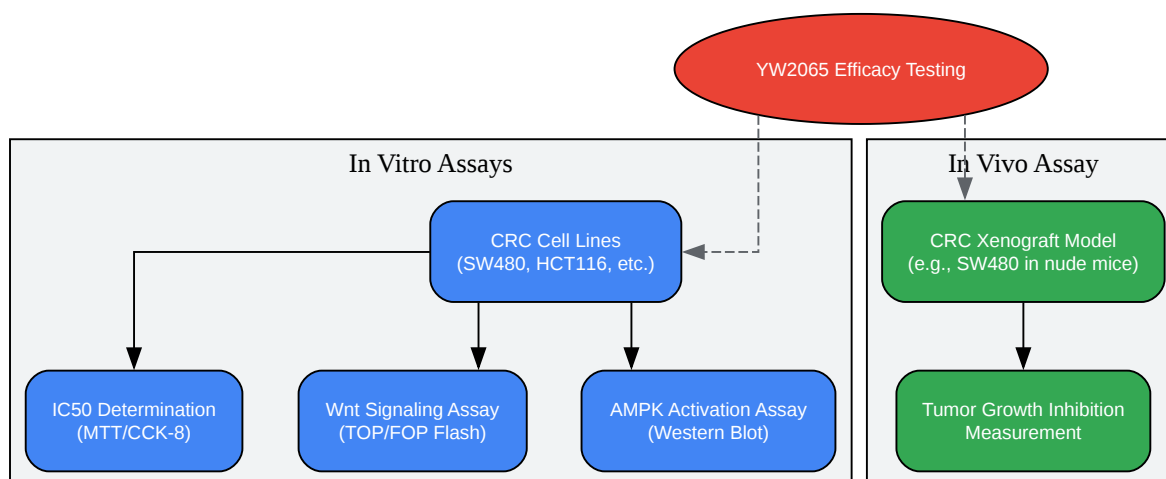 YW2065 Efficacy Testing
In Vitro Assays
In Vivo Assay
CRC Cell Lines
(SW480, HCT116, etc.)
CRC Xenograft Model
(e.g., SW480 in nude mice)
IC50 Determination
(MTT/CCK-8)
Wnt Signaling Assay
(TOP/FOP Flash)
AMPK Activation Assay
(Western Blot)
Tumor Growth Inhibition
Measurement